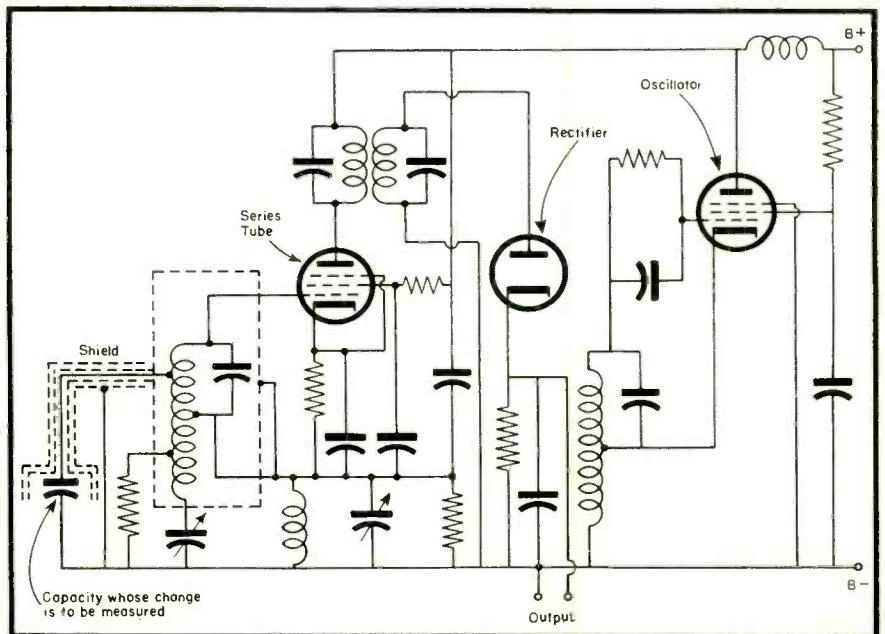 B+
Oscillator
Rectifier
Series
Tube
Shield
Capacity whose change
is to be measured
Output
B-